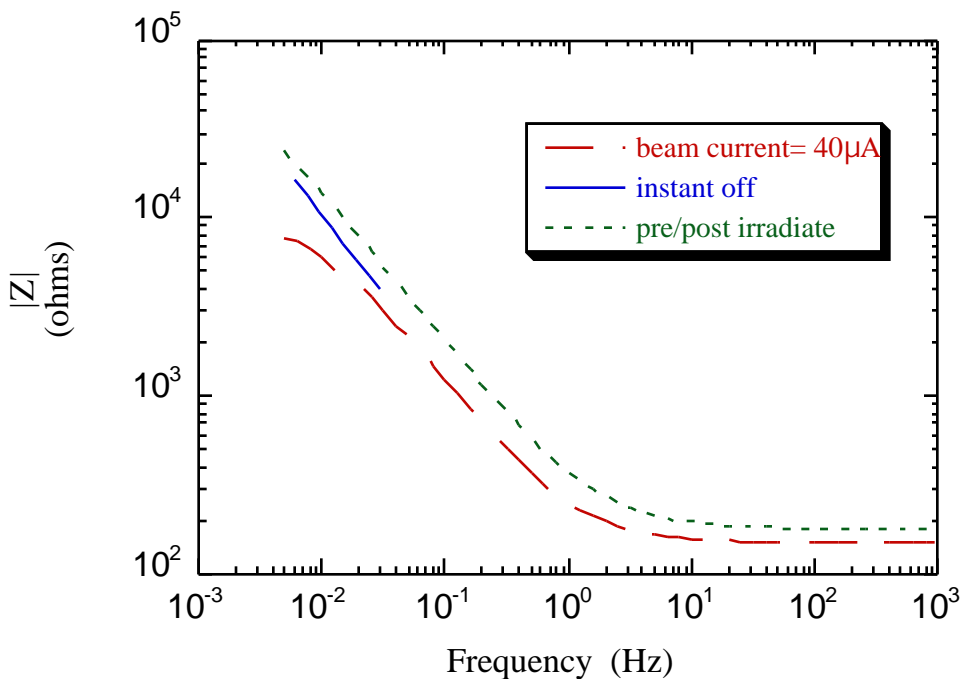 10^5
10^4
10^3
10^2
|Z|
(ohms)
beam current= 40µA
instant off
pre/post irradiate
10^-3 10^-2 10^-1 10^0 10^1 10^2 10^3
Frequency (Hz)